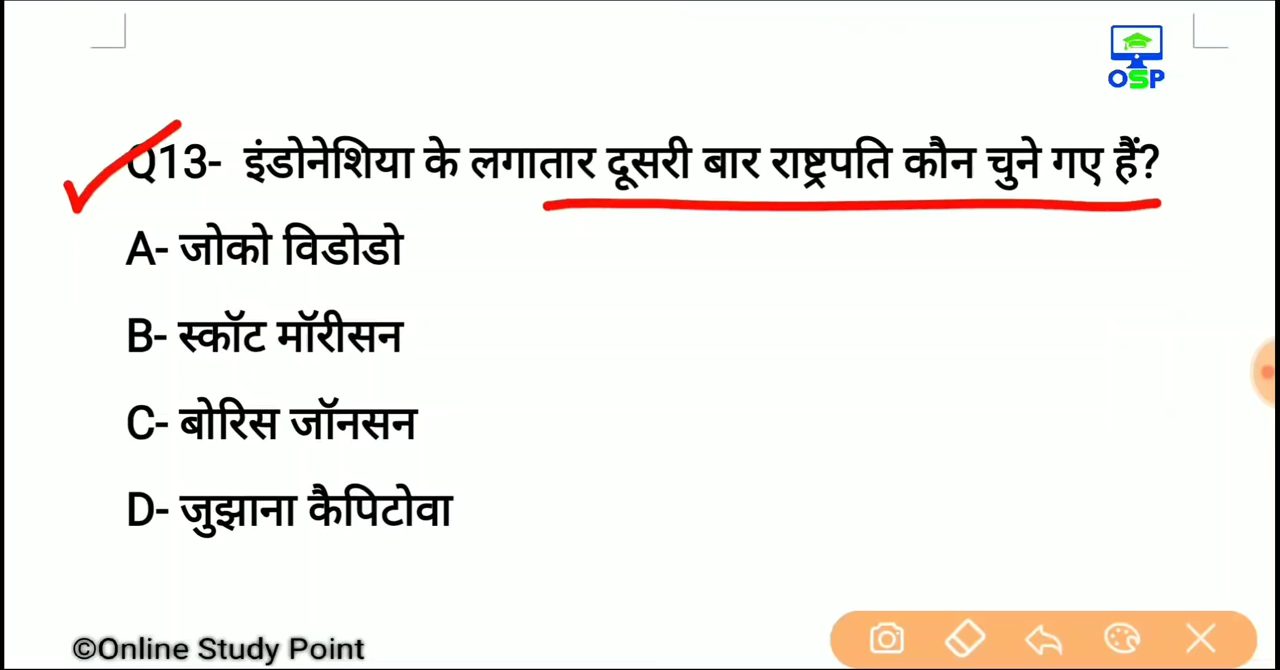 OSP
Q13- इंडोनेशिया के लगातार दूसरी बार राष्ट्रपति कौन चुने गए हैं?
A- जोको विडोडो
B- स्कॉट मॉरीसन
C- बोरिस जॉनसन
D- जुझाना कैपिटोवा
©Online Study Point